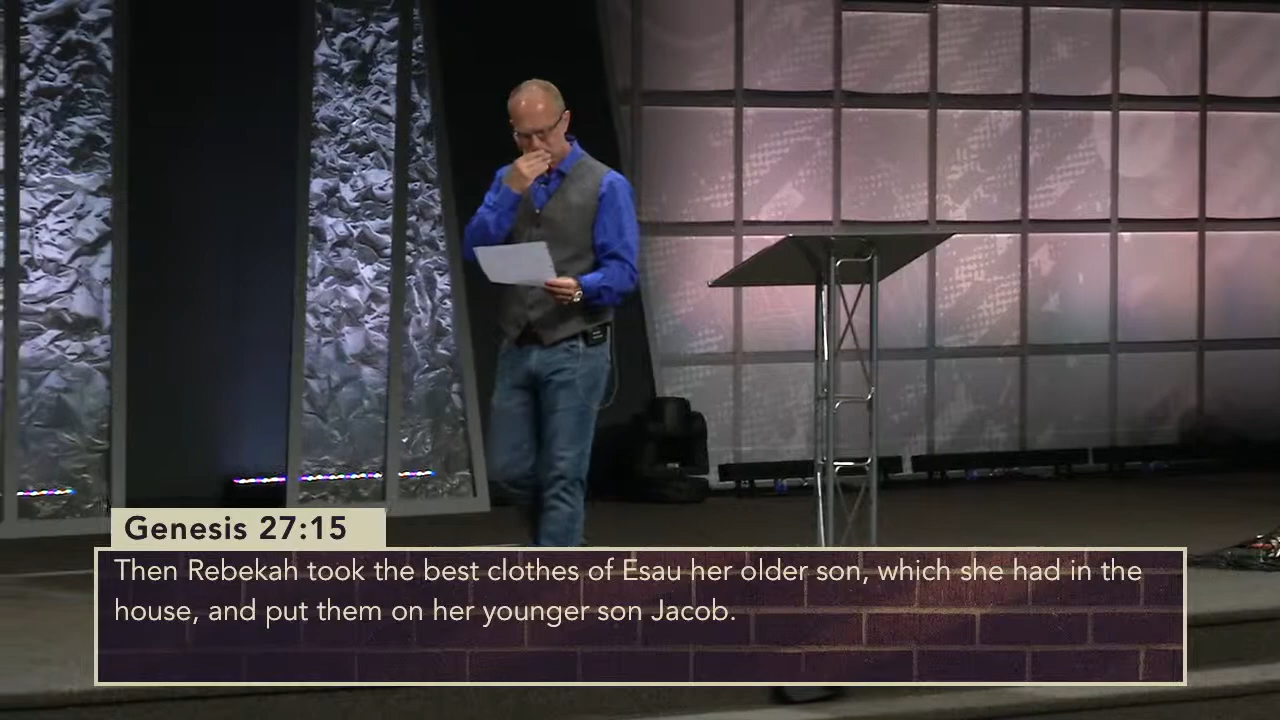 Genesis 27:15
Then Rebekah took the best clothes of Esau her older son, which she had in the
house, and put them on her younger son Jacob.